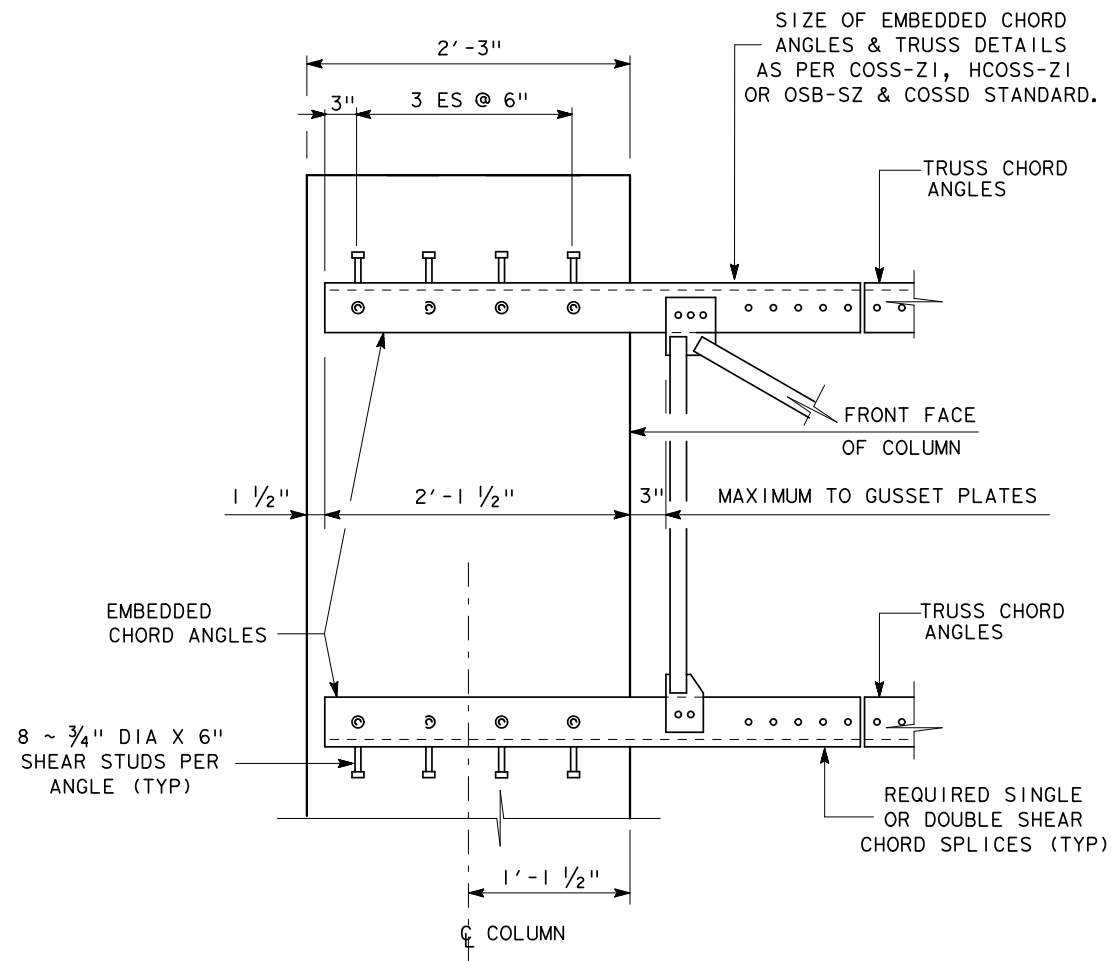 SIZE OF EMBEDDED CHORD
ANGLES & TRUSS DETAILS
AS PER COSS-Z1, HCOSS-Z1
OR OSB-SZ & COSSD STANDARD.
2'-3"
3"
3 ES @ 6"
TRUSS CHORD
ANGLES
FRONT FACE
OF COLUMN
1 ½"
2'-1 ½"
3"
MAXIMUM TO GUSSET PLATES
EMBEDDED
CHORD ANGLES
TRUSS CHORD
ANGLES
8 ~ ¾" DIA X 6"
SHEAR STUDS PER
ANGLE (TYP)
REQUIRED SINGLE
OR DOUBLE SHEAR
CHORD SPLICES (TYP)
1'-1 ½"
℄ COLUMN